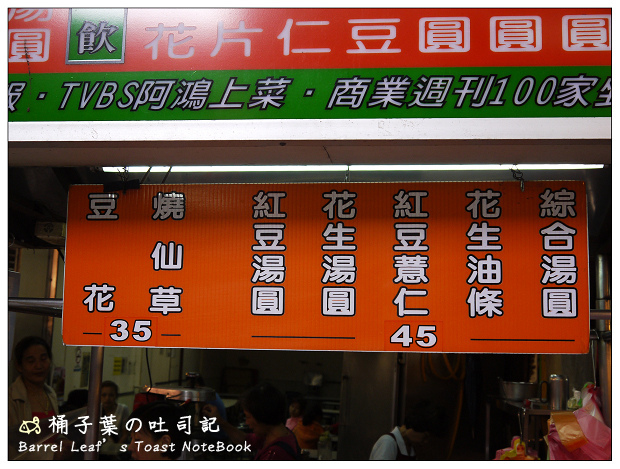 湯圓
飲
花片仁豆圓圓圓
報・TVBS阿鴻上菜・商業週刊100家
綜合湯圓
花生油條
紅豆薏仁
花生湯圓
紅豆湯圓
45
燒仙草
豆花
35
桶子葉の吐司記
Barrel Leaf's Toast NoteBook